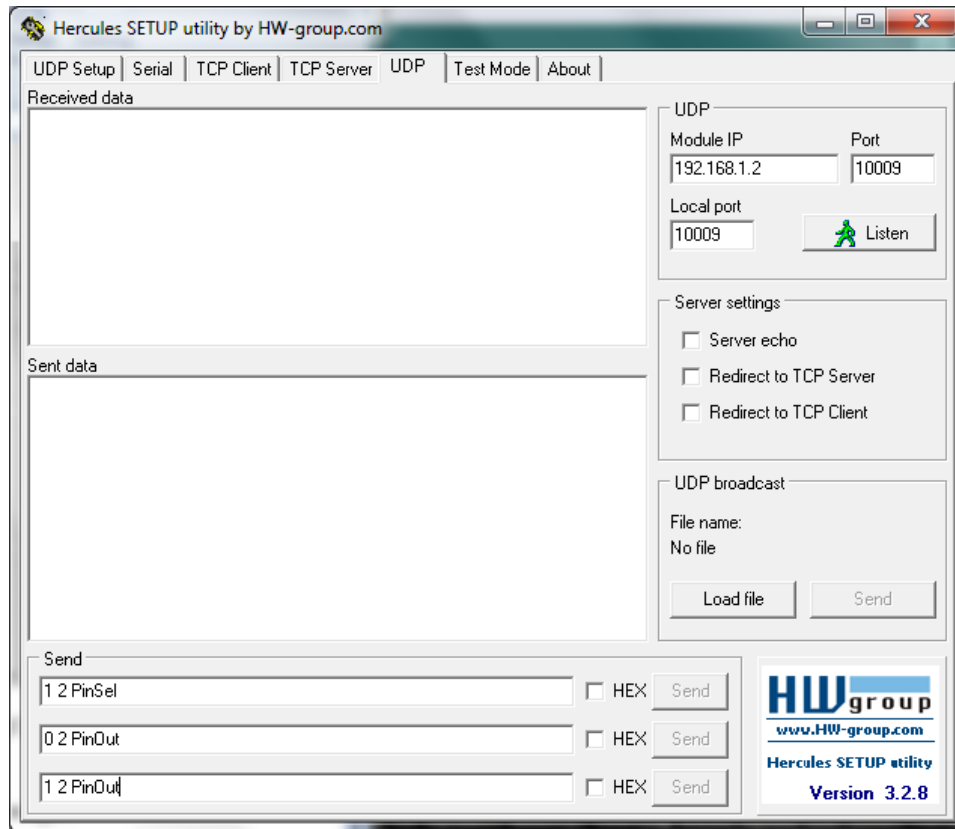 Hercules SETUP utility by HW-group.com
UDP Setup Serial TCP Client TCP Server UDP Test Mode About
Received data
UDP
Module IP Port
192.168.1.2 10009
Local port
10009 Listen
Server settings
Server echo
Redirect to TCP Server
Redirect to TCP Client
Sent data
UDP broadcast
File name:
No file
Load file Send
Send
1 2 PinSel HEX Send
0 2 PinOut HEX Send
1 2 PinOut HEX Send
HW group
www.HW-group.com
Hercules SETUP utility
Version 3.2.8